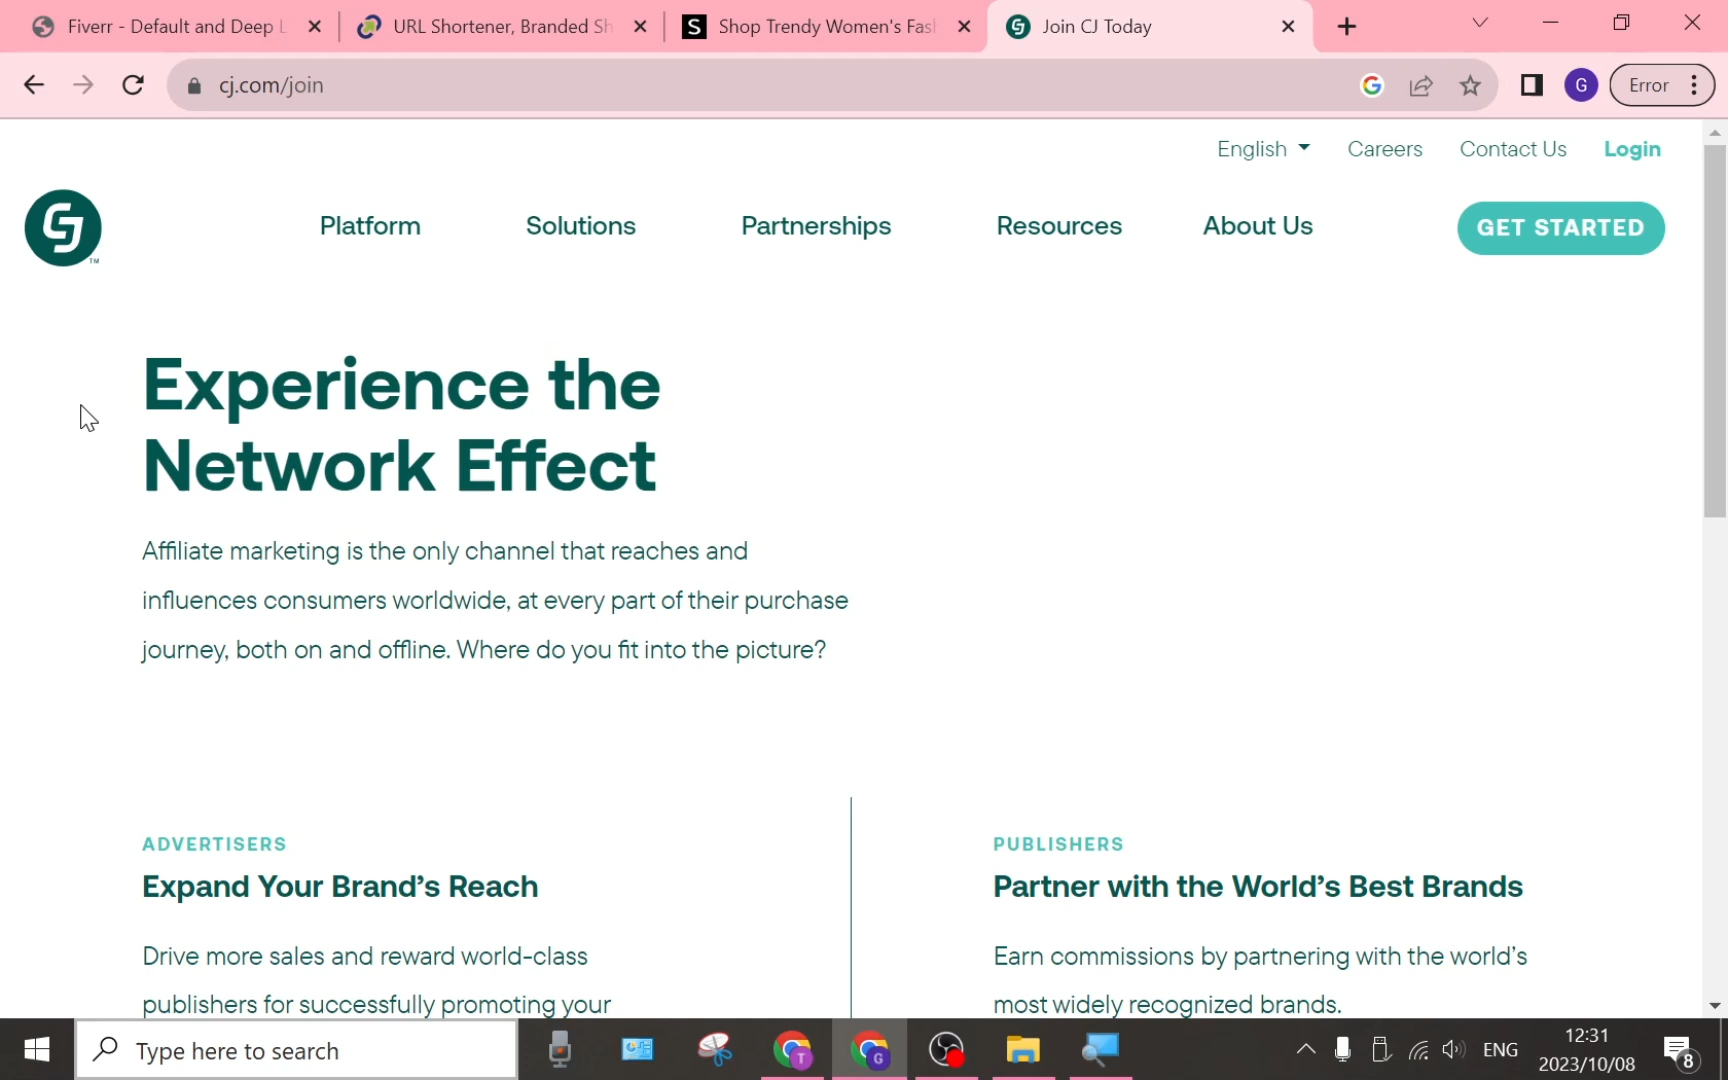 Fiverr - Default and Deep L
URL Shortener, Branded Sh
S Shop Trendy Women's Fas
Join CJ Today
cj.com/join
G
Error
English
Careers
Contact Us
Login
Platform
Solutions
Partnerships
Resources
About Us
GET STARTED
TM
Experience the
Network Effect
Affiliate marketing is the only channel that reaches and
influences consumers worldwide, at every part of their purchase
journey, both on and offline. Where do you fit into the picture?
ADVERTISERS
Expand Your Brand’s Reach
Drive more sales and reward world-class
publishers for successfully promoting your
PUBLISHERS
Partner with the World’s Best Brands
Earn commissions by partnering with the world’s
most widely recognized brands.
Type here to search
T
G
ENG
12:31
2023/10/08
8